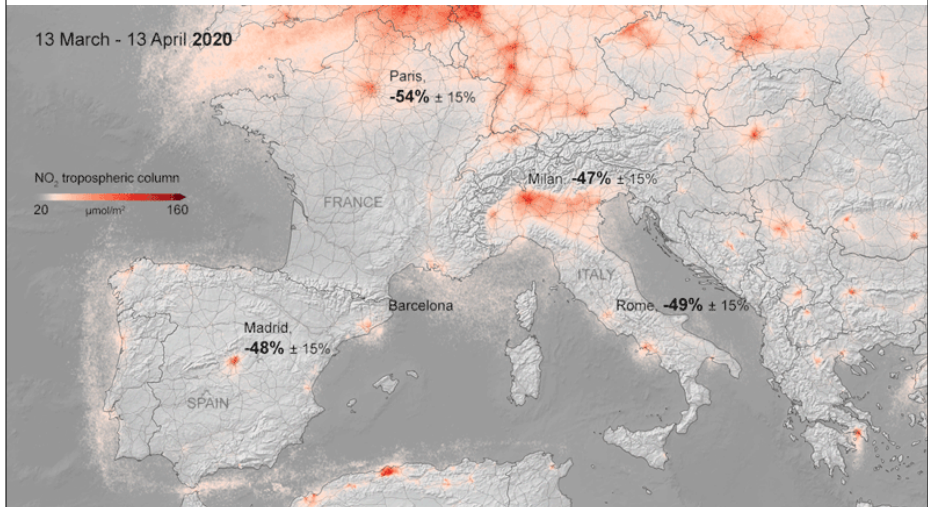 13 March - 13 April 2020
Paris,
-54% ± 15%
NO₂ tropospheric column
20 µmol/m² 160
FRANCE
Milan, -47% ± 15%
ITALY
Barcelona
Rome, -49% ± 15%
Madrid,
-48% ± 15%
SPAIN